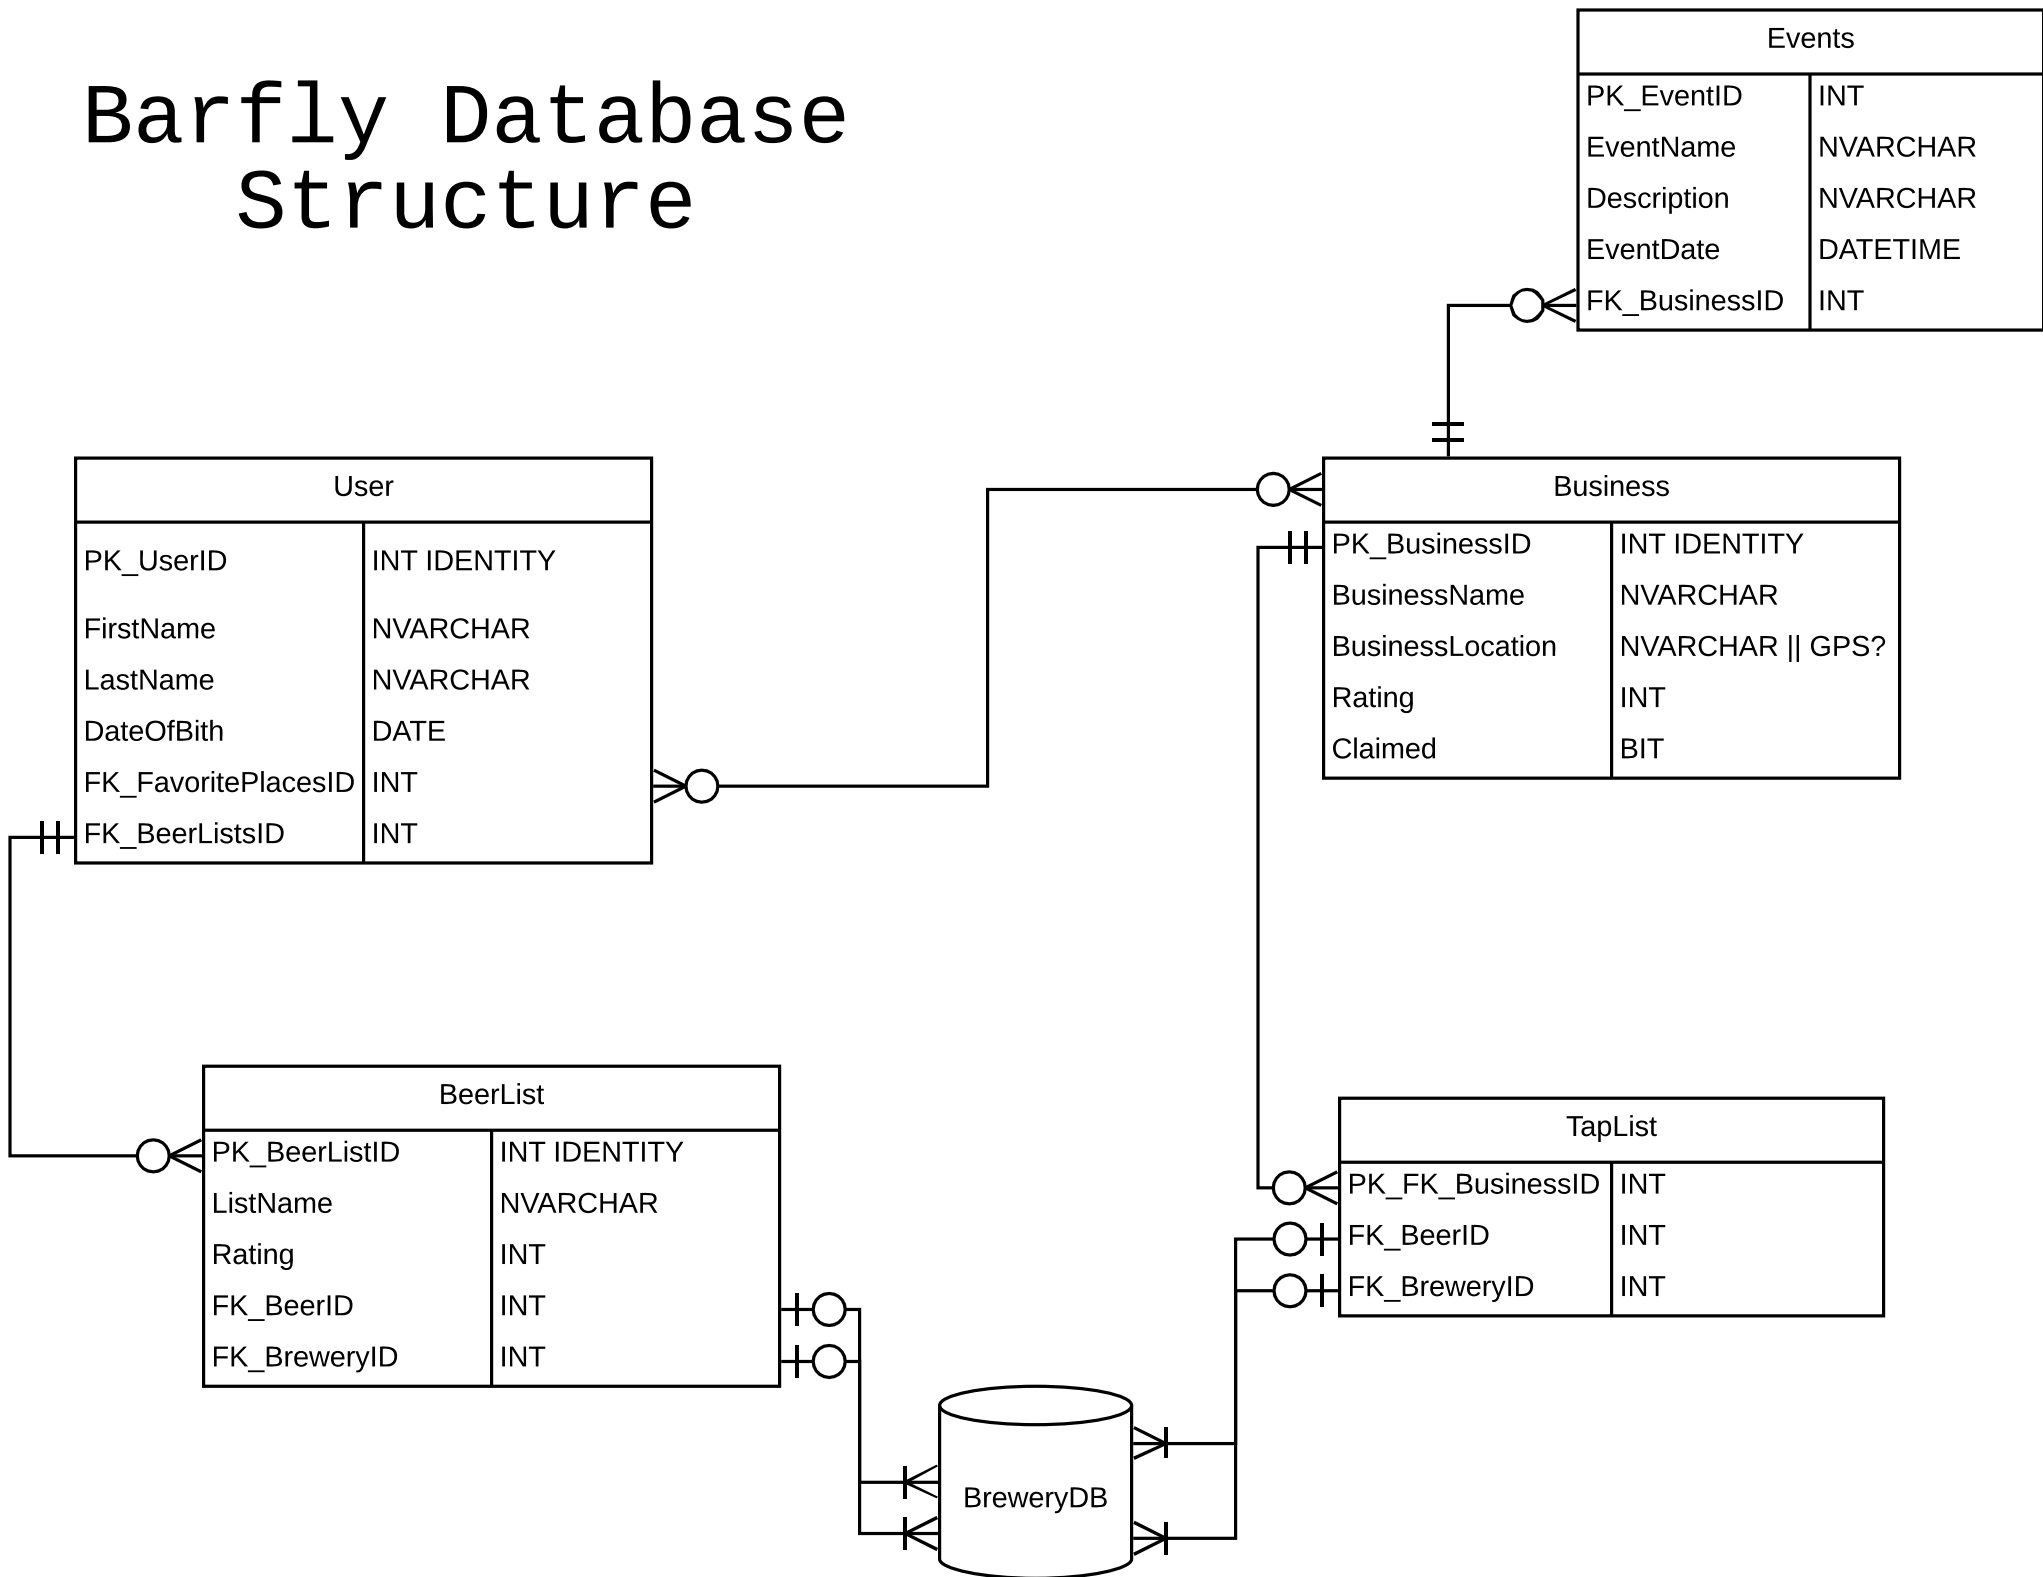 Barfly Database
Structure
Events
PK_EventID INT
EventName NVARCHAR
Description NVARCHAR
EventDate DATETIME
FK_BusinessID INT
User
PK_UserID INT IDENTITY
FirstName NVARCHAR
LastName NVARCHAR
DateOfBith DATE
FK_FavoritePlacesID INT
FK_BeerListsID INT
Business
PK_BusinessID INT IDENTITY
BusinessName NVARCHAR
BusinessLocation NVARCHAR || GPS?
Rating INT
Claimed BIT
BeerList
PK_BeerListID INT IDENTITY
ListName NVARCHAR
Rating INT
FK_BeerID INT
FK_BreweryID INT
TapList
PK_FK_BusinessID INT
FK_BeerID INT
FK_BreweryID INT
BreweryDB